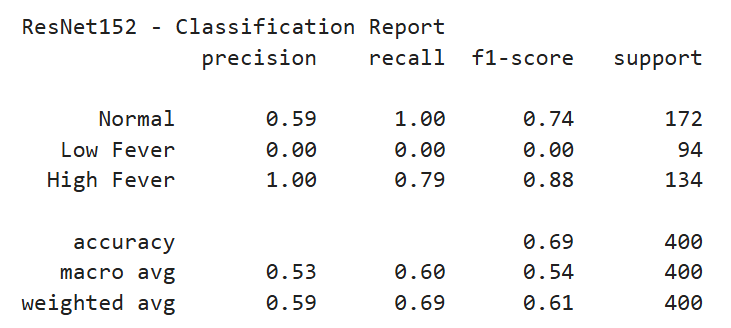 ResNet152 - Classification Report
precision recall f1-score support
Normal 0.59 1.00 0.74 172
Low Fever 0.00 0.00 0.00 94
High Fever 1.00 0.79 0.88 134
accuracy 0.69 400
macro avg 0.53 0.60 0.54 400
weighted avg 0.59 0.69 0.61 400